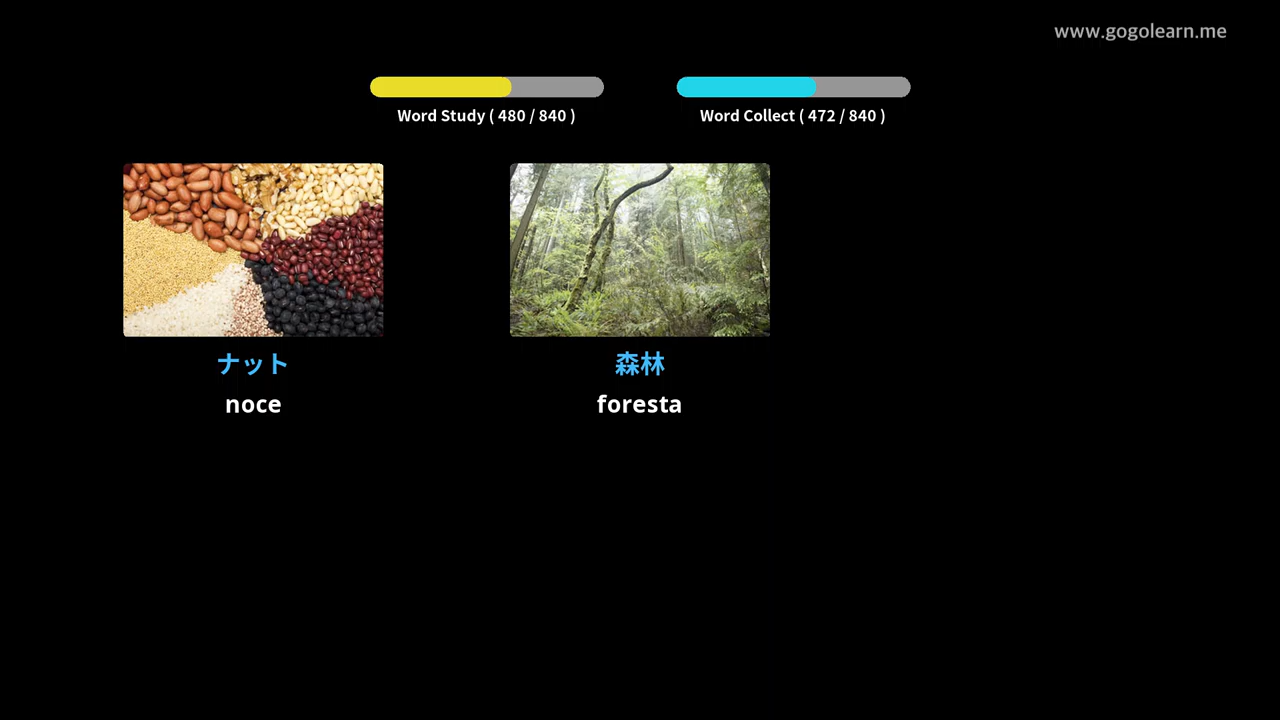 www.gogolearn.me
Word Study ( 480 / 840 )
Word Collect ( 472 / 840 )
ナット
noce
森林
foresta